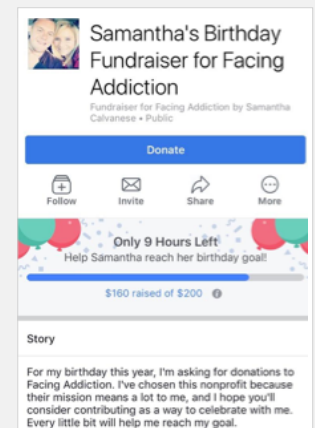 Samantha's Birthday
Fundraiser for Facing
Addiction
Fundraiser for Facing Addiction by Samantha
Calvanese • Public
Donate
Follow Invite Share More
Only 9 Hours Left
Help Samantha reach her birthday goal!
$160 raised of $200
Story
For my birthday this year, I'm asking for donations to
Facing Addiction. I've chosen this nonprofit because
their mission means a lot to me, and I hope you'll
consider contributing as a way to celebrate with me.
Every little bit will help me reach my goal.